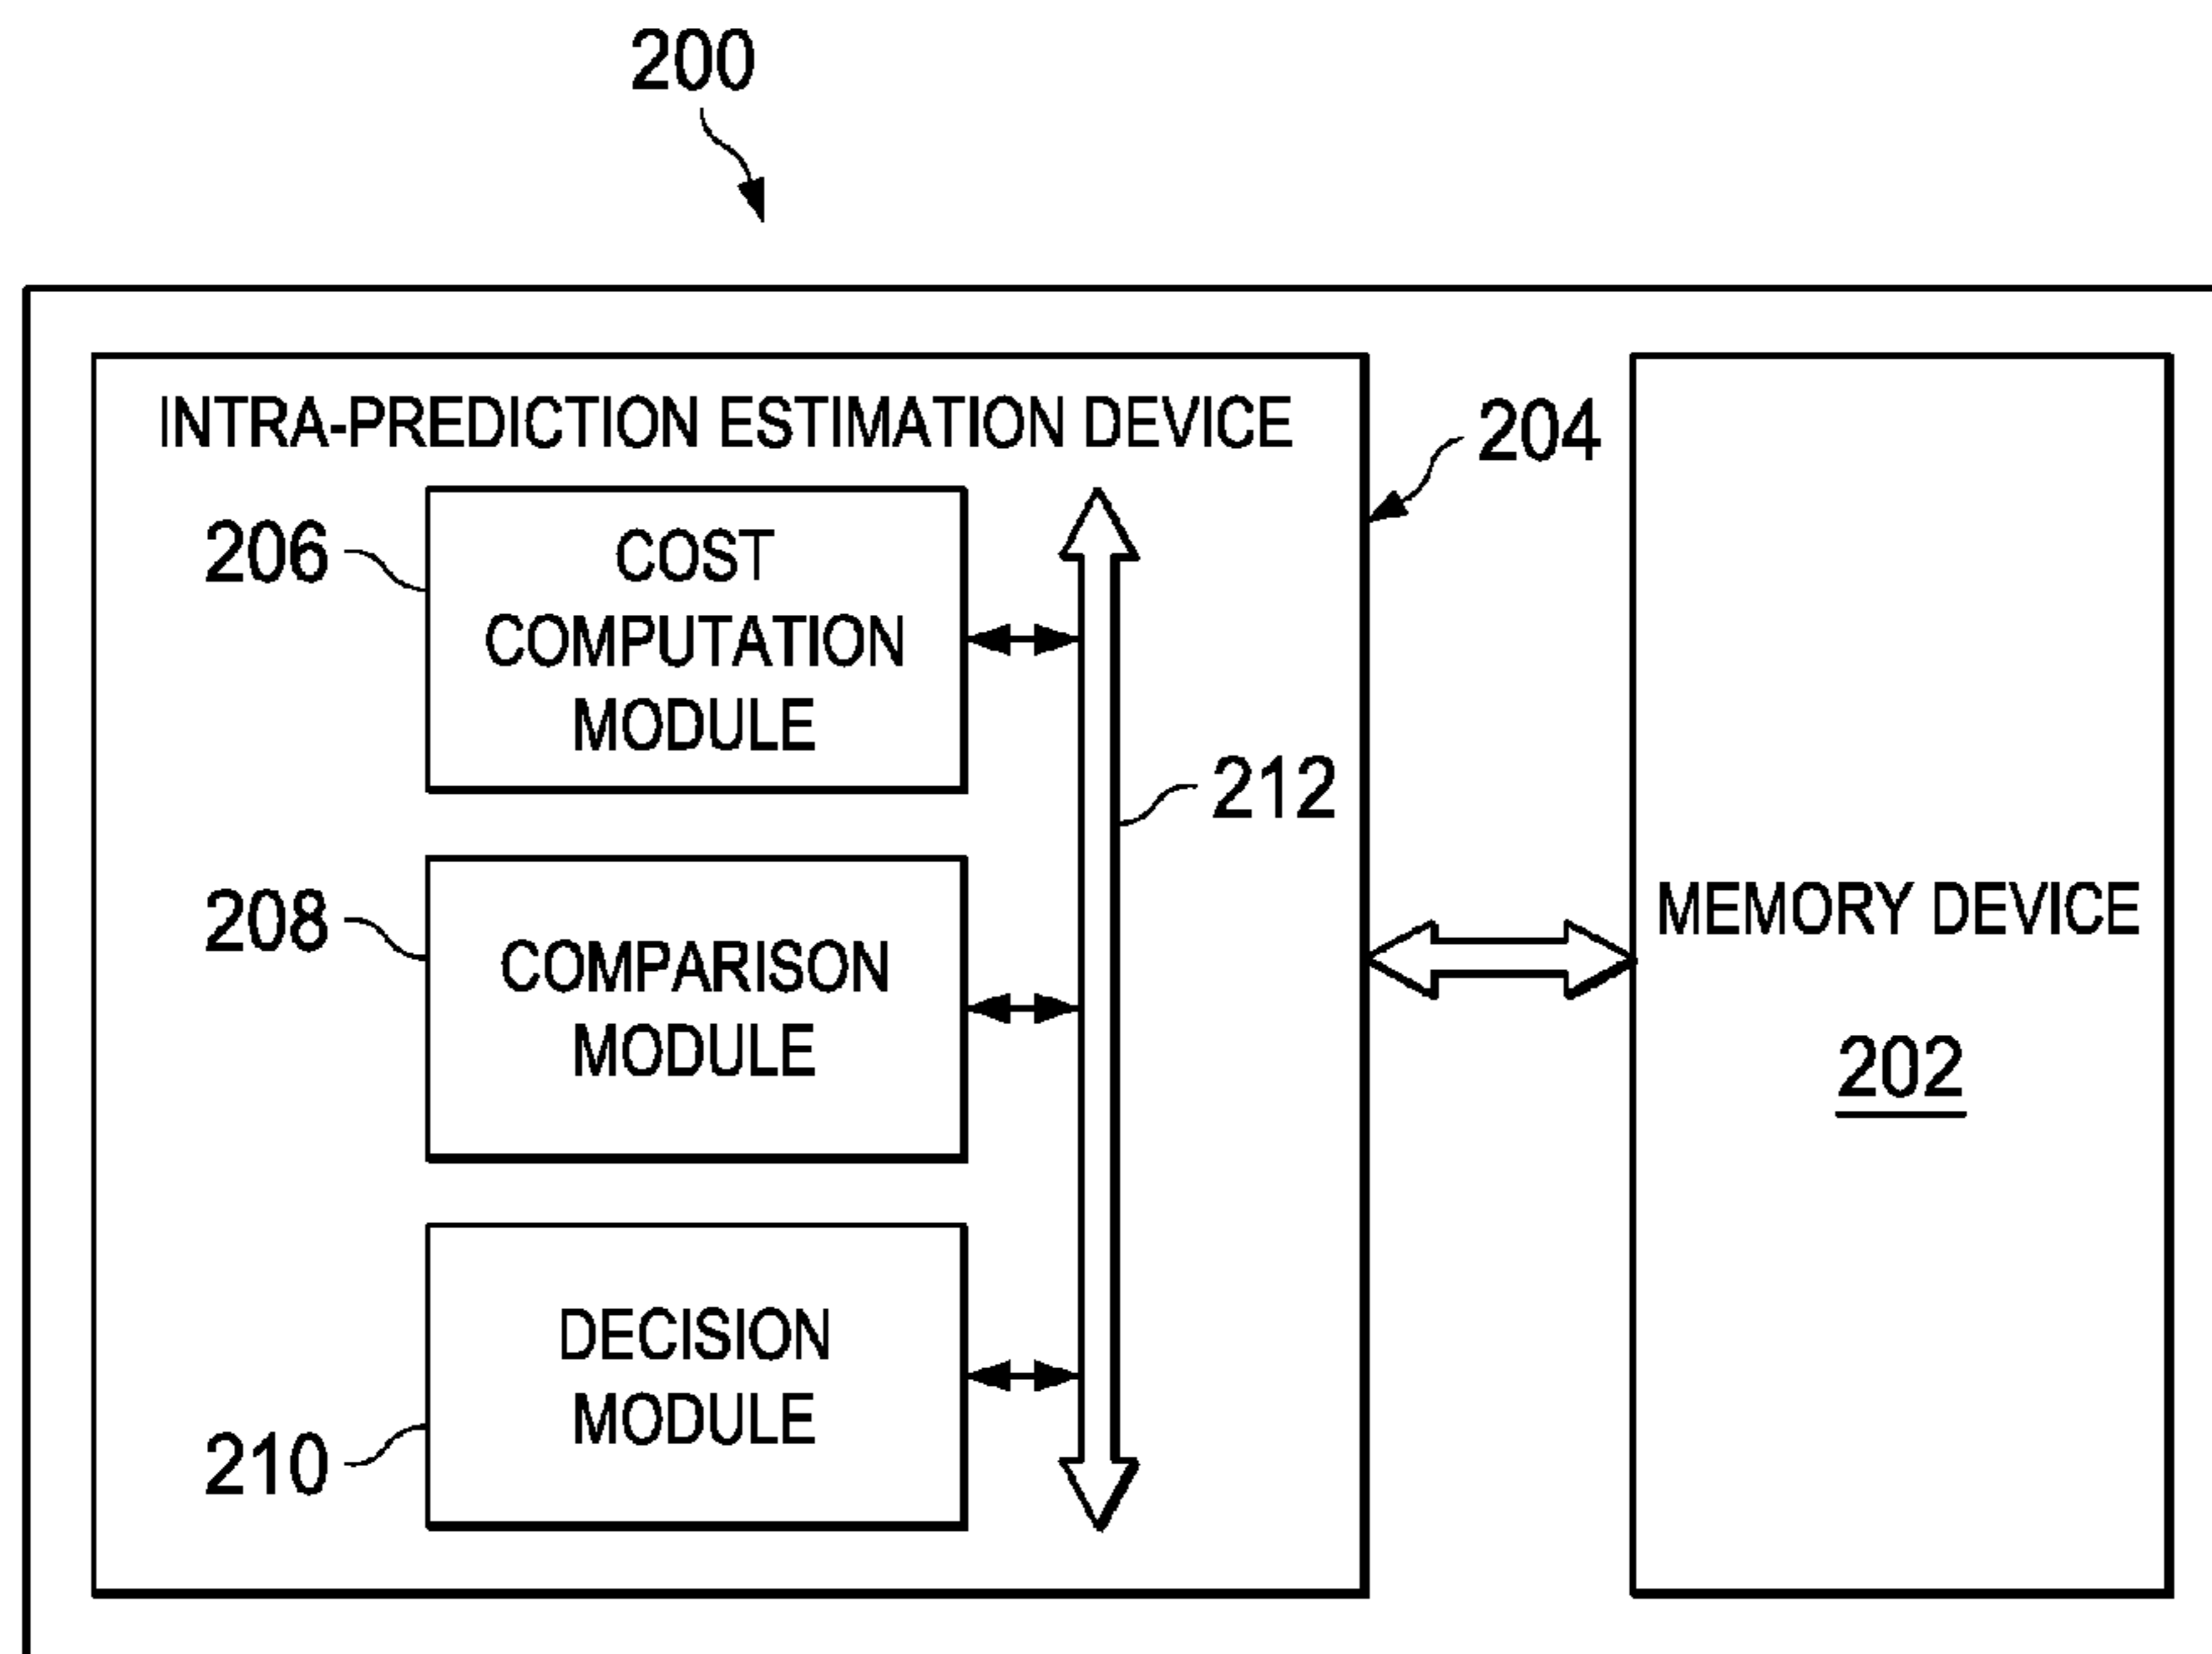 200
INTRA-PREDICTION ESTIMATION DEVICE
204
206
COST
COMPUTATION
MODULE
212
208
COMPARISON
MODULE
MEMORY DEVICE
202
DECISION
MODULE
210